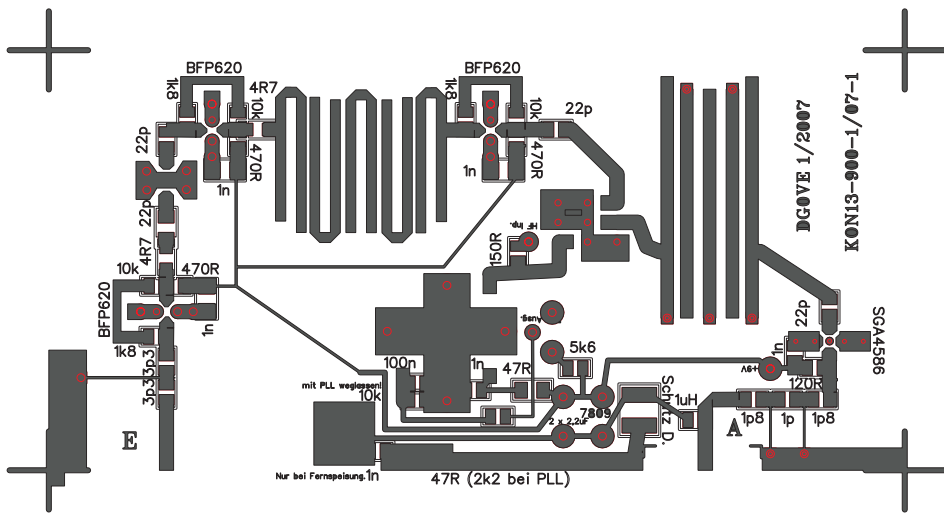 BFP620
1k8
4R7
10k
22p
470R
1n
BFP620
1k8
10k
22p
470R
1n
DG0VE 1/2007
KON13-900-1/07-1
22p
4R7
10k
470R
BFP620
1n
1k8
3p3
3p3
E
150R
HF Inp.
Ausg.
100n
1n
47R
5k6
mit PLL weglassen!
10k
7809
2 x 2,2uF
Schutz D.
1uH
Nur bei Fernspeisung.
1n
47R (2k2 bei PLL)
22p
SGA4586
1n
+9V
120R
A
1p8
1p
1p8